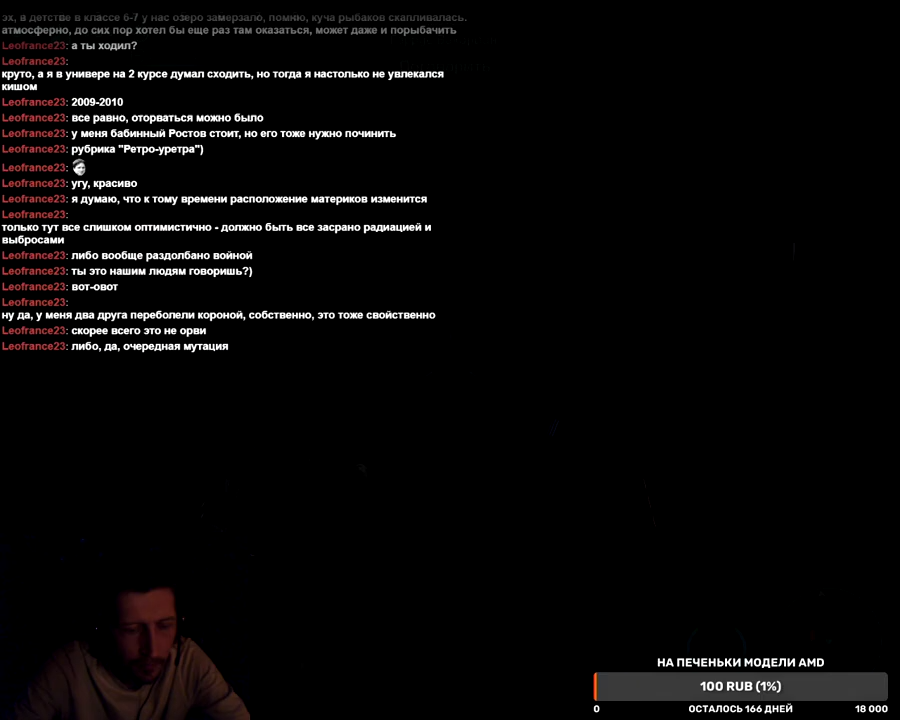 эх, в детстве в классе 6-7 у нас озеро замерзало, помню, куча рыбаков скапливалась.
атмосферно, до сих пор хотел бы еще раз там оказаться, может даже и порыбачить
Leofrance23: а ты ходил?
Leofrance23:
круто, а я в универе на 2 курсе думал сходить, но тогда я настолько не увлекался
кишом
Leofrance23: 2009-2010
Leofrance23: все равно, оторваться можно было
Leofrance23: у меня бабинный Ростов стоит, но его тоже нужно починить
Leofrance23: рубрика "Ретро-уретра")
Leofrance23:
Leofrance23: угу, красиво
Leofrance23: я думаю, что к тому времени расположение материков изменится
Leofrance23:
только тут все слишком оптимистично - должно быть все засрано радиацией и
выбросами
Leofrance23: либо вообще раздолбано войной
Leofrance23: ты это нашим людям говоришь?)
Leofrance23: вот-овот
Leofrance23:
ну да, у меня два друга переболели короной, собственно, это тоже свойственно
Leofrance23: скорее всего это не орви
Leofrance23: либо, да, очередная мутация
НА ПЕЧЕНЬКИ МОДЕЛИ AMD
100 RUB (1%)
0 ОСТАЛОСЬ 166 ДНЕЙ 18 000